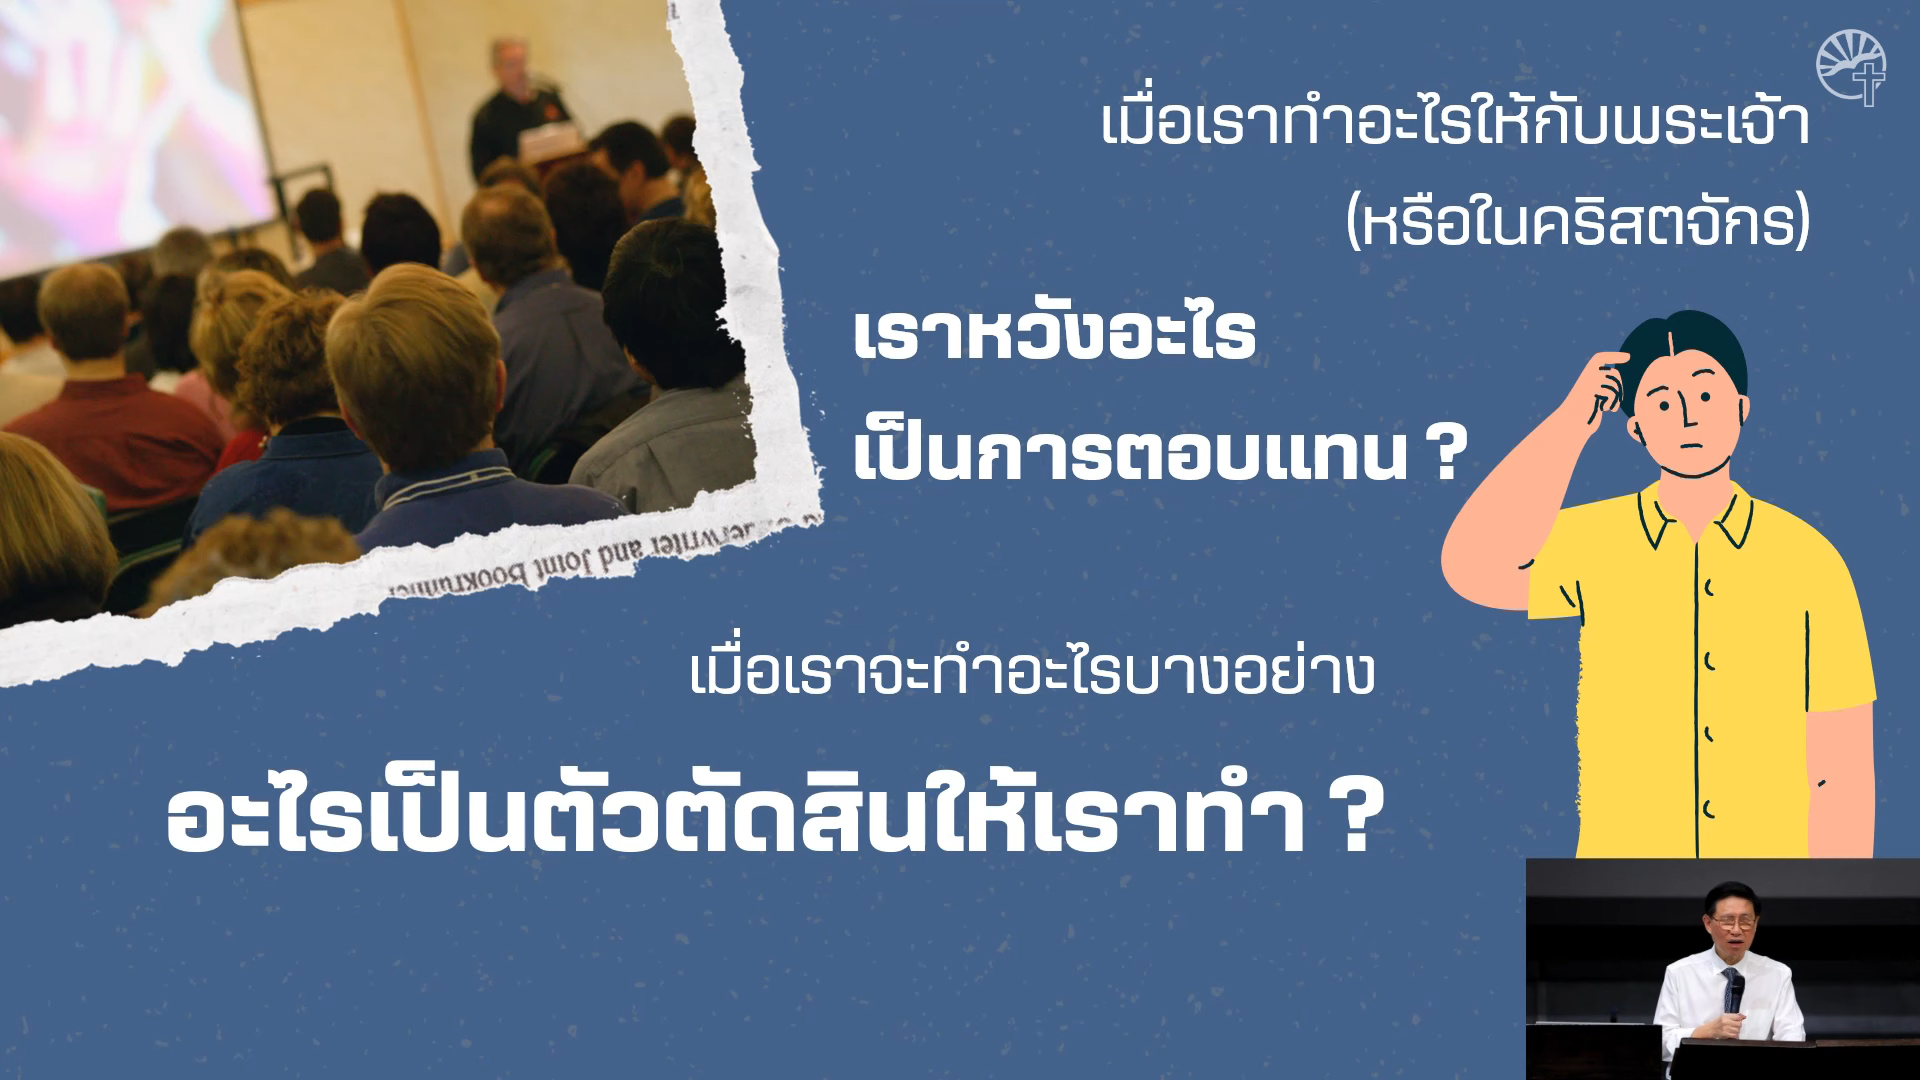 เมื่อเราทำอะไรให้กับพระเจ้า
(หรือในคริสตจักร)
เราหวังอะไร
เป็นการตอบแทน ?
erwriter and Joint Bookrunne
เมื่อเราจะทำอะไรบางอย่าง
อะไรเป็นตัวตัดสินให้เราทำ ?